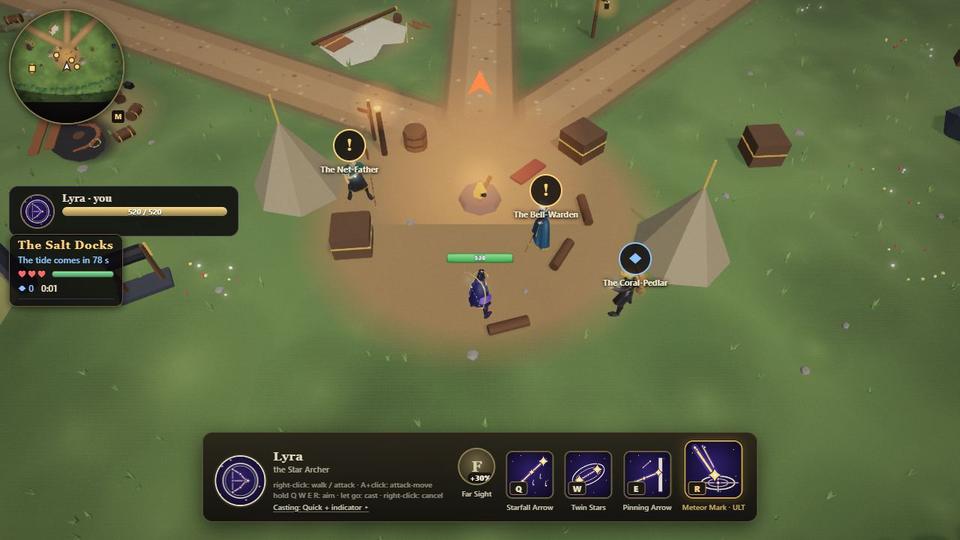 M
Lyra · you
520 / 520
The Salt Docks
The tide comes in 78 s
0 0:01
!
The Net-Father
!
The Bell-Warden
520
The Coral-Pedlar
Lyra
the Star Archer
right-click: walk / attack · A+click: attack-move
hold Q W E R: aim · let go: cast · right-click: cancel
Casting: Quick + indicator
F
+30%
Far Sight
Q
Starfall Arrow
W
Twin Stars
E
Pinning Arrow
R
Meteor Mark · ULT